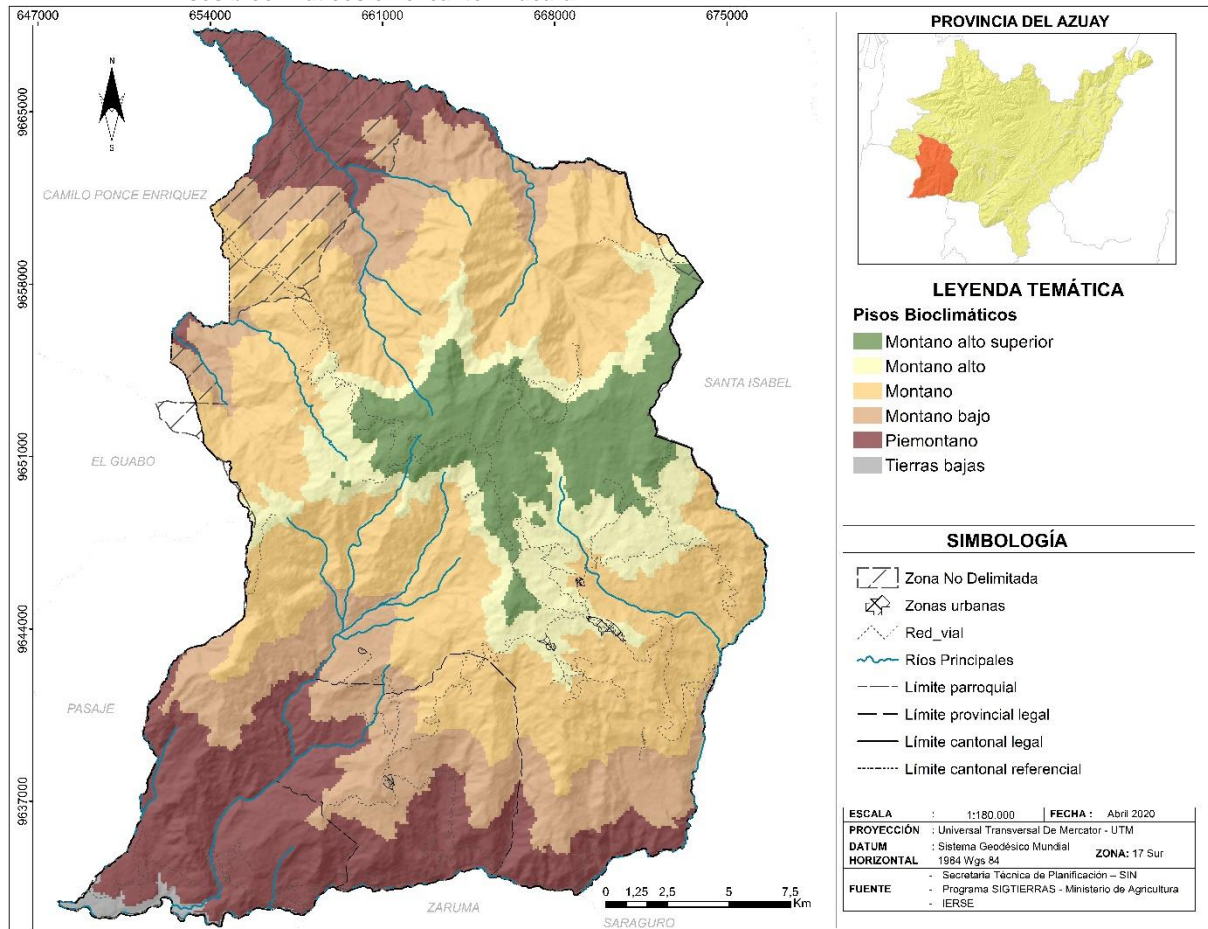 647000 654000 661000 668000 675000
9665000
9658000
9651000
9644000
9637000
N
S
CAMILO PONCE ENRIQUEZ
SANTA ISABEL
EL GUABO
PASAJE
ZARUMA
SARAGURO
0 1,25 2,5 5 7,5
Km
PROVINCIA DEL AZUAY
LEYENDA TEMÁTICA
Pisos Bioclimáticos
Montano alto superior
Montano alto
Montano
Montano bajo
Piemontano
Tierras bajas
SIMBOLOGÍA
Zona No Delimitada
Zonas urbanas
Red_vial
Ríos Principales
Límite parroquial
Límite provincial legal
Límite cantonal legal
Límite cantonal referencial
ESCALA : 1:180.000 FECHA : Abril 2020
PROYECCIÓN : Universal Transversal De Mercator - UTM
DATUM HORIZONTAL : Sistema Geodésico Mundial 1964 Wgs 84 ZONA: 17 Sur
FUENTE - Secretaria Técnica de Planificación – SIN
- Programa SIGTIERRAS - Ministerio de Agricultura
- IERSE